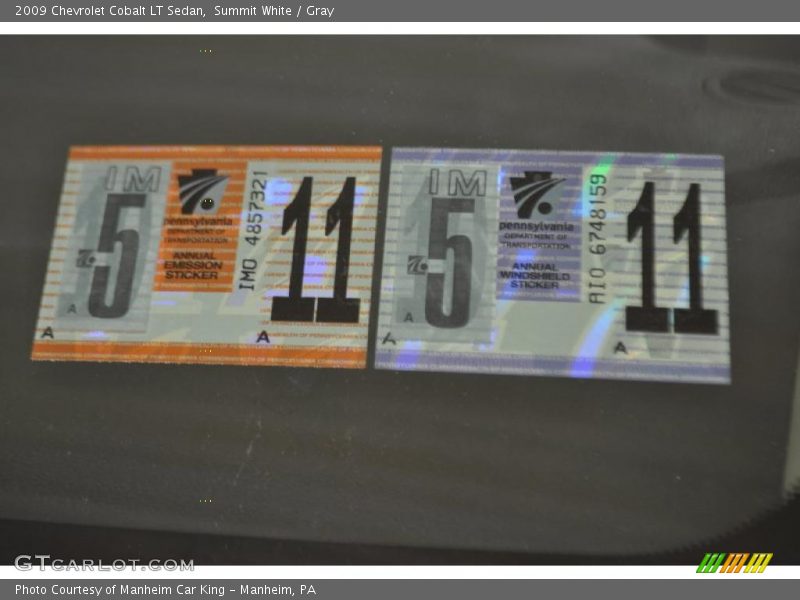 2009 Chevrolet Cobalt LT Sedan,  Summit White / Gray
IM
5
A
A
pennsylvania
DEPARTMENT OF
TRANSPORTATION
ANNUAL
EMISSION
STICKER
IM0 4857321
11
A
IM
5
A
A
pennsylvania
DEPARTMENT OF
TRANSPORTATION
ANNUAL
WINDSHIELD
STICKER
AI0 6748159
11
A
GTCARLOT.COM
Photo Courtesy of Manheim Car King - Manheim, PA